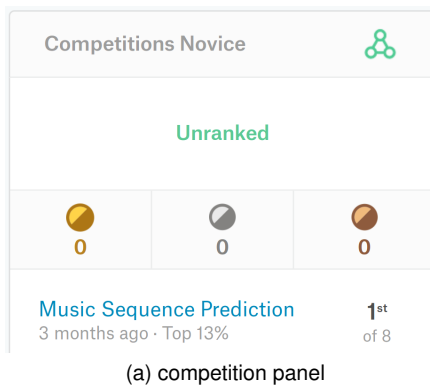 Competitions Novice
Unranked
0 0 0
Music Sequence Prediction 1st
3 months ago · Top 13% of 8
(a) competition panel